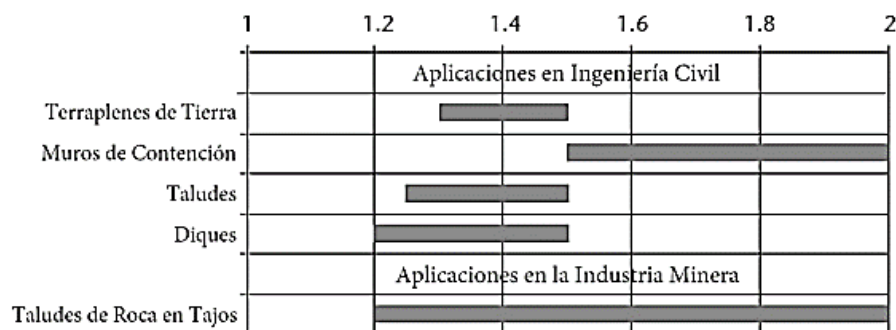 1 1.2 1.4 1.6 1.8 2
Aplicaciones en Ingeniería Civil
Terraplenes de Tierra
Muros de Contención
Taludes
Diques
Aplicaciones en la Industria Minera
Taludes de Roca en Tajos